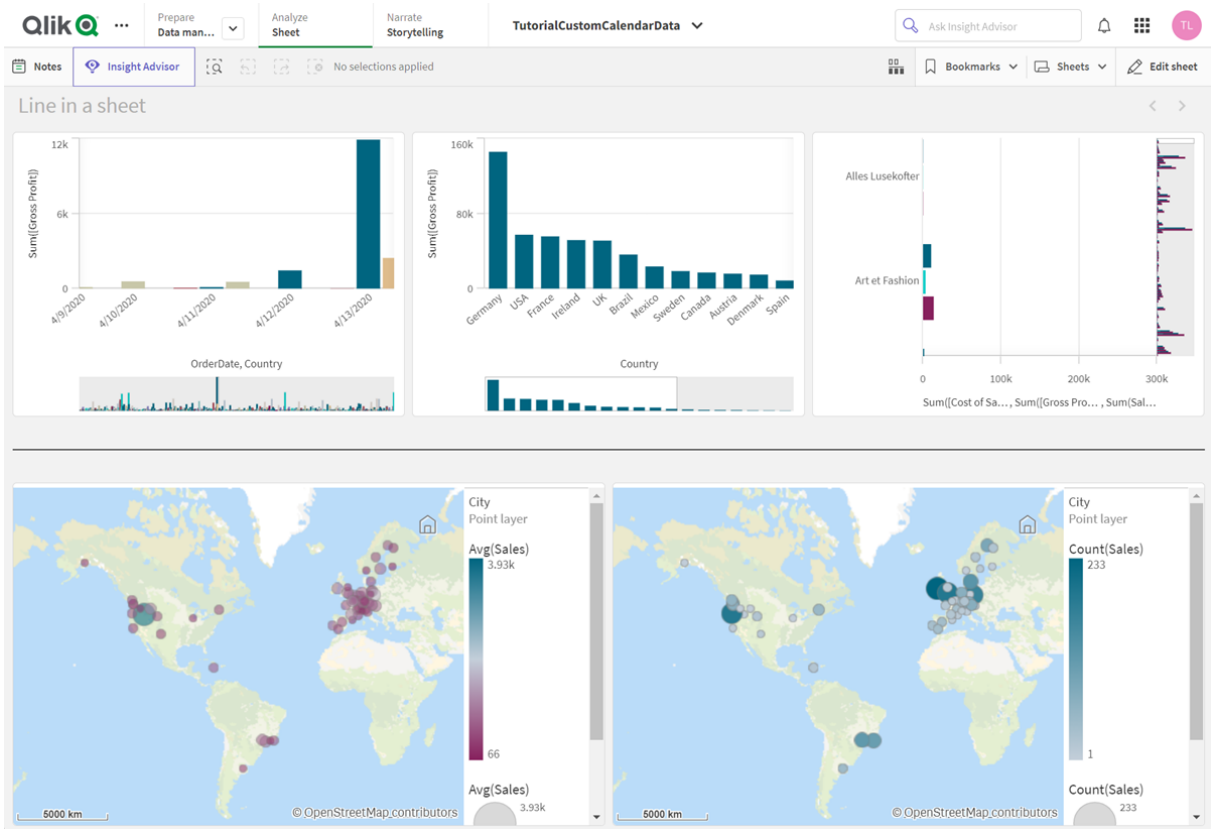 Qlik
Prepare
Data man...
Analyze
Sheet
Narrate
Storytelling
TutorialCustomCalendarData
Ask Insight Advisor
TL
Notes
Insight Advisor
No selections applied
Bookmarks
Sheets
Edit sheet
Line in a sheet
Sum([Gross Profit])
12k
6k
0
4/9/2020
4/10/2020
4/11/2020
4/12/2020
4/13/2020
OrderDate, Country
Sum([Gross Profit])
160k
80k
0
Germany
USA
France
Ireland
UK
Brazil
Mexico
Sweden
Canada
Austria
Denmark
Spain
Country
Alles Lusekofter
Art et Fashion
0
100k
200k
300k
Sum([Cost of Sa... , Sum([Gross Pro... , Sum(Sal...
City
Point layer
Avg(Sales)
3.93k
66
Avg(Sales)
3.93k
5000 km
© OpenStreetMap contributors
City
Point layer
Count(Sales)
233
1
Count(Sales)
233
5000 km
© OpenStreetMap contributors